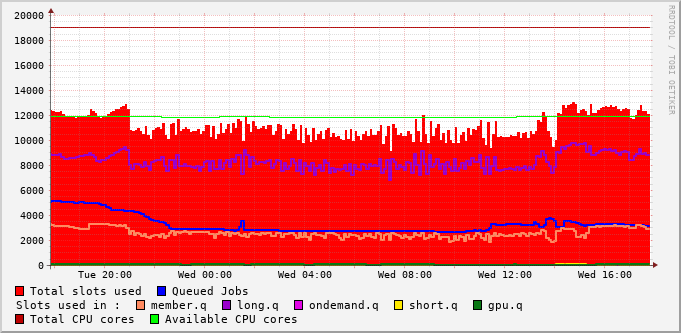 20000
18000
16000
14000
12000
10000
8000
6000
4000
2000
0
Tue 20:00 Wed 00:00 Wed 04:00 Wed 08:00 Wed 12:00 Wed 16:00
RRDTOOL / TOBI OETIKER
Total slots used Queued Jobs
Slots used in : member.q long.q ondemand.q short.q gpu.q
Total CPU cores Available CPU cores